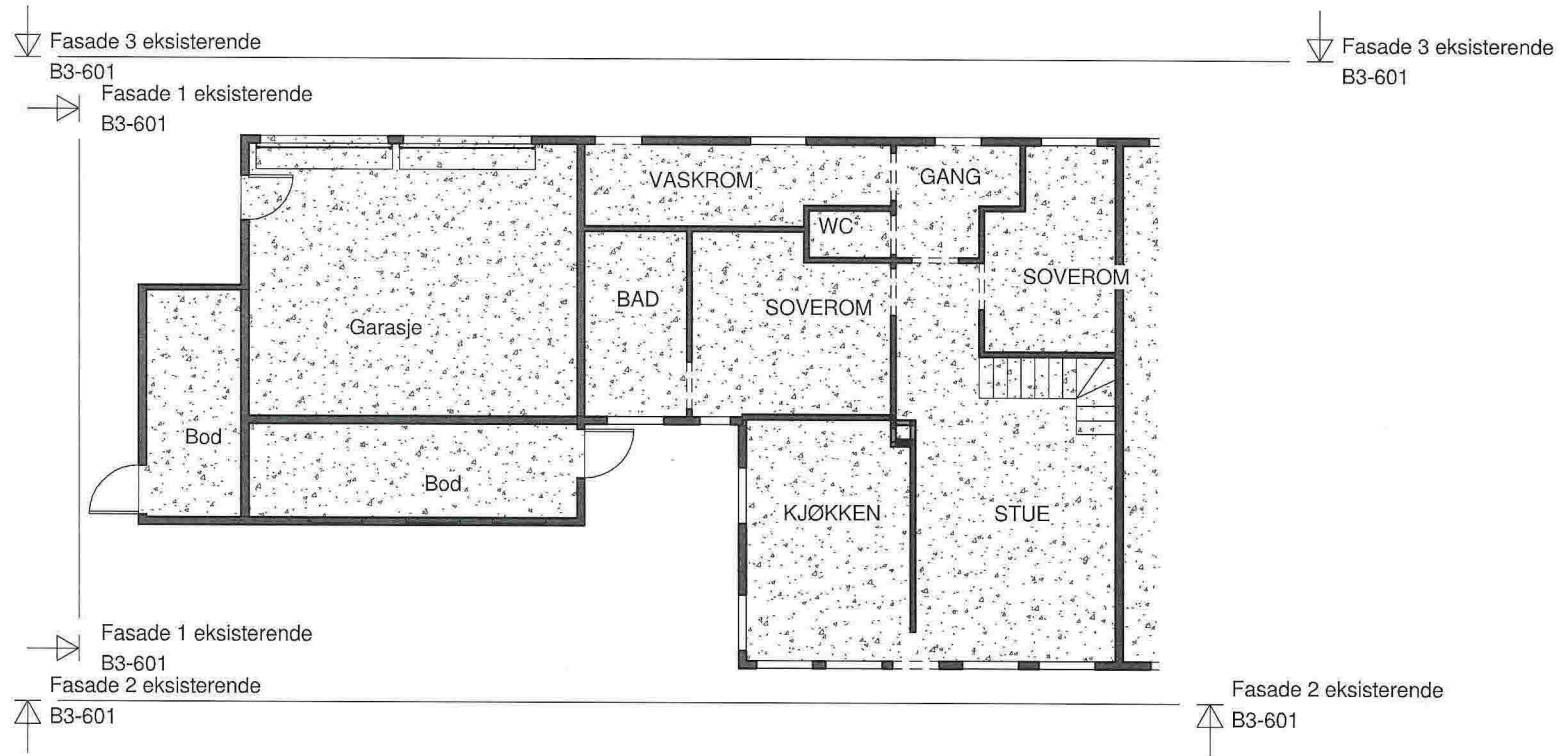 Fasade 3 eksisterende
B3-601
Fasade 3 eksisterende
B3-601
Fasade 1 eksisterende
B3-601
VASKROM
GANG
WC
SOVEROM
BAD
SOVEROM
Garasje
Bod
Bod
KJØKKEN
STUE
Fasade 1 eksisterende
B3-601
Fasade 2 eksisterende
B3-601
Fasade 2 eksisterende
B3-601